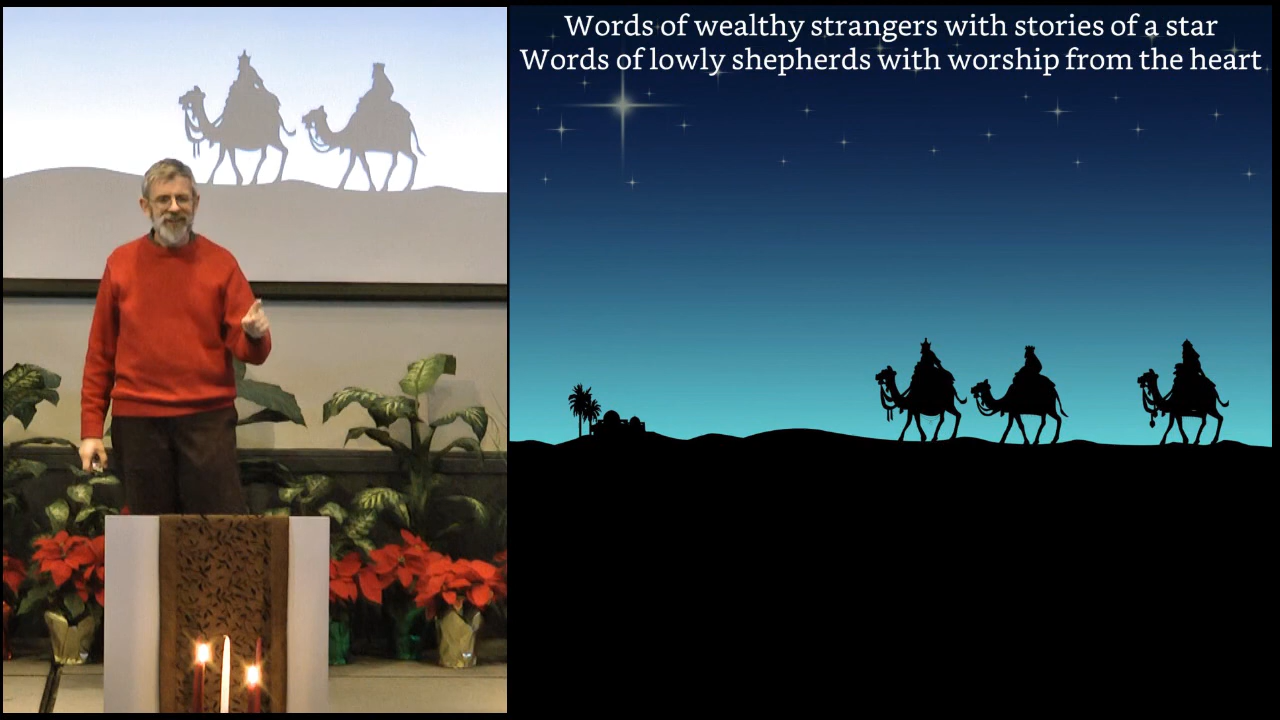 Words of wealthy strangers with stories of a star
Words of lowly shepherds with worship from the heart